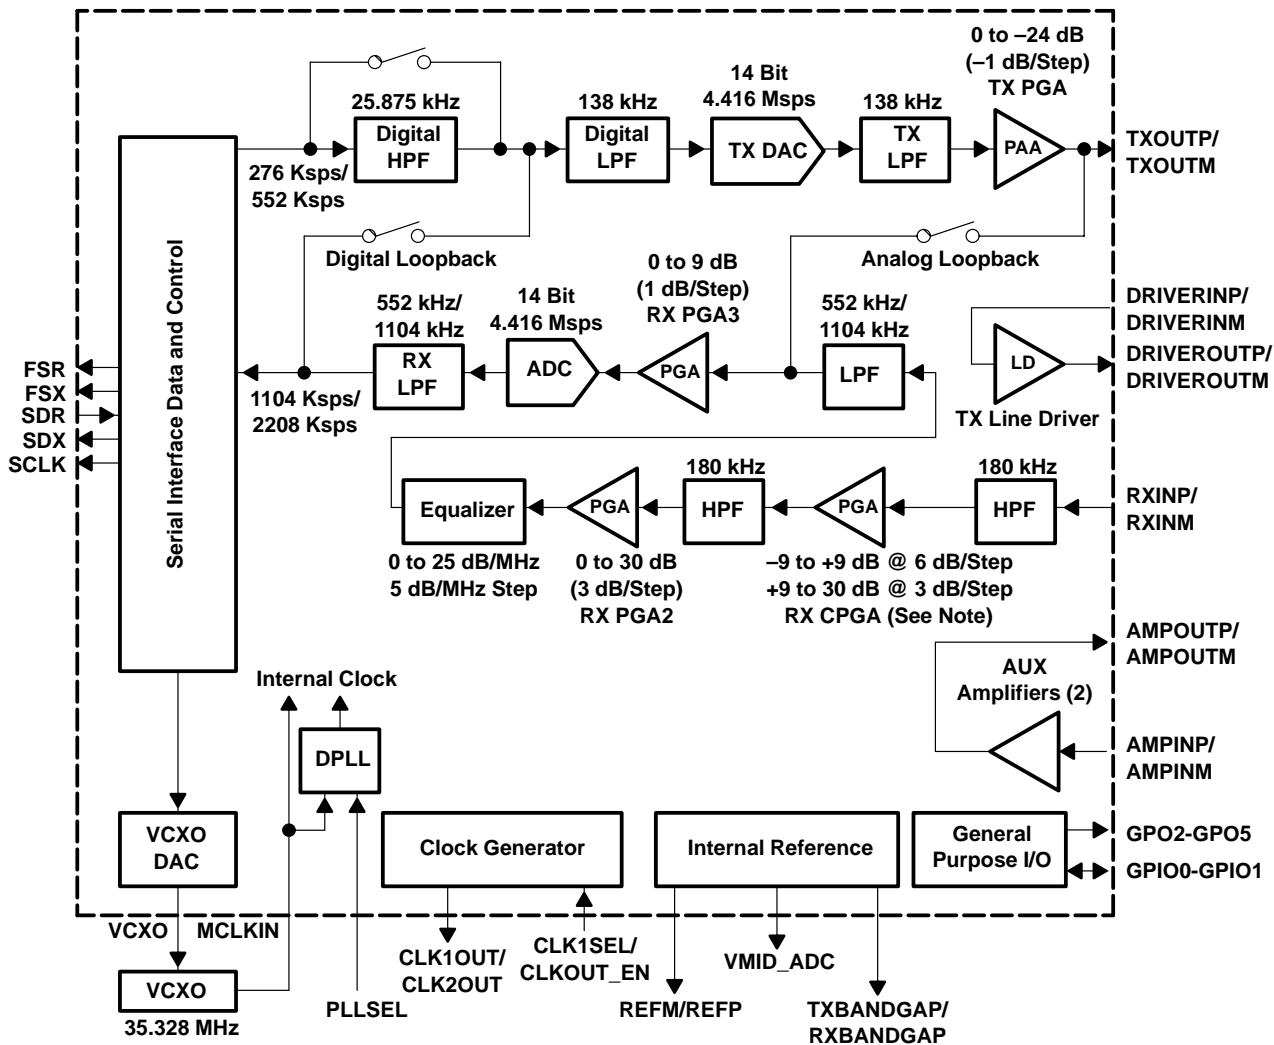 0 to –24 dB
(–1 dB/Step)
TX PGA
14 Bit
4.416 Msps
25.875 kHz
138 kHz
138 kHz
Digital
HPF
Digital
LPF
TX DAC
TX
LPF
PAA
TXOUTP/
TXOUTM
276 Ksps/
552 Ksps
Digital Loopback
Analog Loopback
Serial Interface Data and Control
0 to 9 dB
(1 dB/Step)
RX PGA3
14 Bit
4.416 Msps
552 kHz/
1104 kHz
552 kHz/
1104 kHz
RX
LPF
ADC
PGA
LPF
LD
TX Line Driver
DRIVERINP/
DRIVERINM
DRIVEROUTP/
DRIVEROUTM
FSR
FSX
SDR
SDX
SCLK
1104 Ksps/
2208 Ksps
180 kHz
180 kHz
Equalizer
PGA
HPF
PGA
HPF
RXINP/
RXINM
0 to 25 dB/MHz
5 dB/MHz Step
0 to 30 dB
(3 dB/Step)
RX PGA2
–9 to +9 dB @ 6 dB/Step
+9 to 30 dB @ 3 dB/Step
RX CPGA (See Note)
AMPOUTP/
AMPOUTM
AUX
Amplifiers (2)
AMPINP/
AMPINM
Internal Clock
DPLL
VCXO
DAC
Clock Generator
Internal Reference
General
Purpose I/O
GPO2-GPO5
GPIO0-GPIO1
VCXO
MCLKIN
VCXO
35.328 MHz
PLLSEL
CLK1OUT/
CLK2OUT
CLK1SEL/
CLKOUT_EN
REFM/REFP
VMID_ADC
TXBANDGAP/
RXBANDGAP